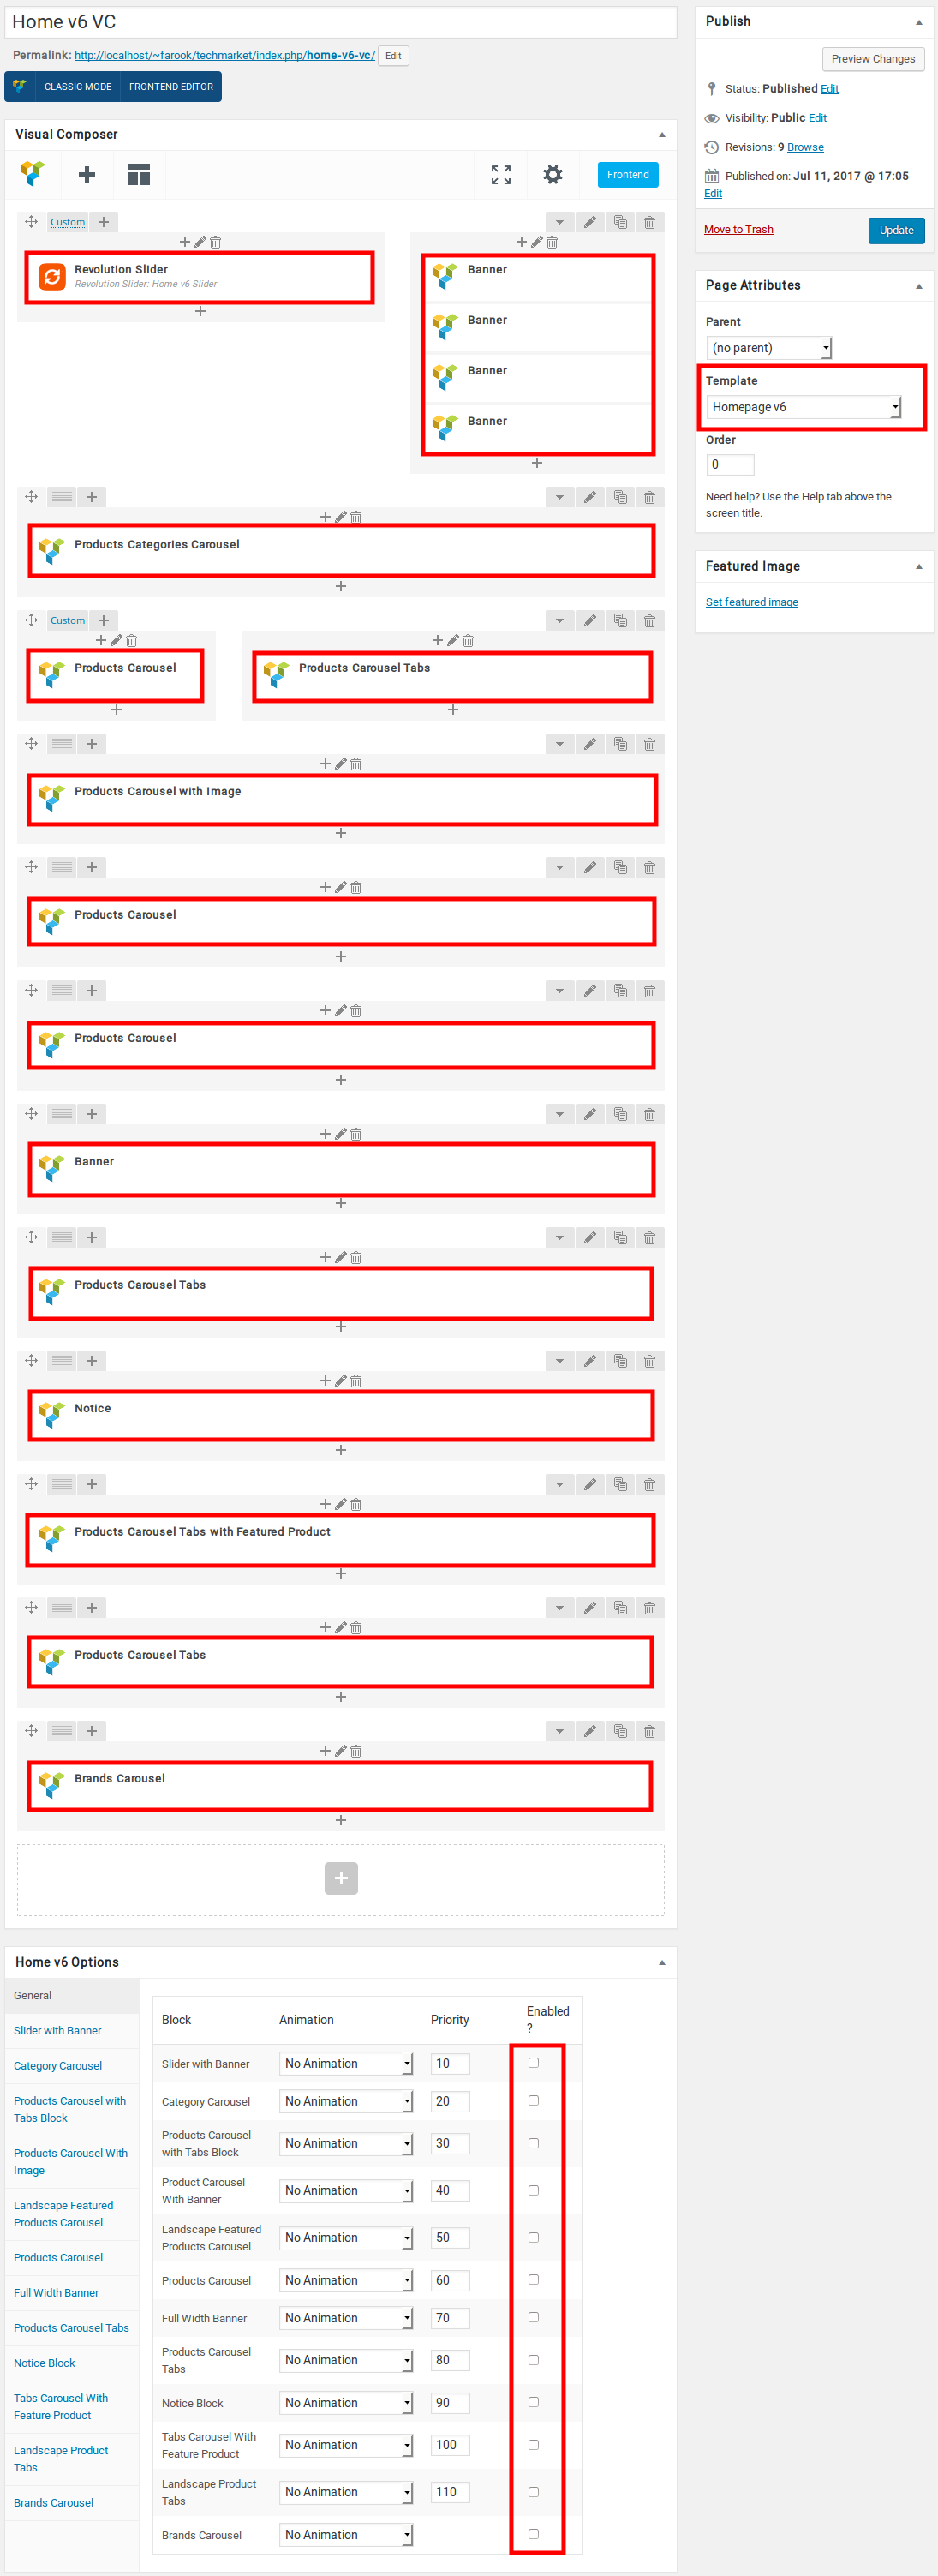 Home v6 VC
Permalink: http://localhost/~farook/techmarket/index.php/home-v6-vc/ Edit
CLASSIC MODE FRONTEND EDITOR
Visual Composer
Frontend
Custom
Revolution Slider
Revolution Slider: Home v6 Slider
Banner
Banner
Banner
Banner
Products Categories Carousel
Custom
Products Carousel
Products Carousel Tabs
Products Carousel with Image
Products Carousel
Products Carousel
Banner
Products Carousel Tabs
Notice
Products Carousel Tabs with Featured Product
Products Carousel Tabs
Brands Carousel
Home v6 Options
General
Slider with Banner
Category Carousel
Products Carousel with
Tabs Block
Products Carousel With
Image
Landscape Featured
Products Carousel
Products Carousel
Full Width Banner
Products Carousel Tabs
Notice Block
Tabs Carousel With
Feature Product
Landscape Product
Tabs
Brands Carousel
Block Animation Priority Enabled
?
Slider with Banner No Animation 10
Category Carousel No Animation 20
Products Carousel
with Tabs Block No Animation 30
Product Carousel
With Banner No Animation 40
Landscape Featured
Products Carousel No Animation 50
Products Carousel No Animation 60
Full Width Banner No Animation 70
Products Carousel
Tabs No Animation 80
Notice Block No Animation 90
Tabs Carousel With
Feature Product No Animation 100
Landscape Product
Tabs No Animation 110
Brands Carousel No Animation
Publish
Preview Changes
Status: Published Edit
Visibility: Public Edit
Revisions: 9 Browse
Published on: Jul 11, 2017 @ 17:05
Edit
Move to Trash Update
Page Attributes
Parent
(no parent)
Template
Homepage v6
Order
0
Need help? Use the Help tab above the
screen title.
Featured Image
Set featured image